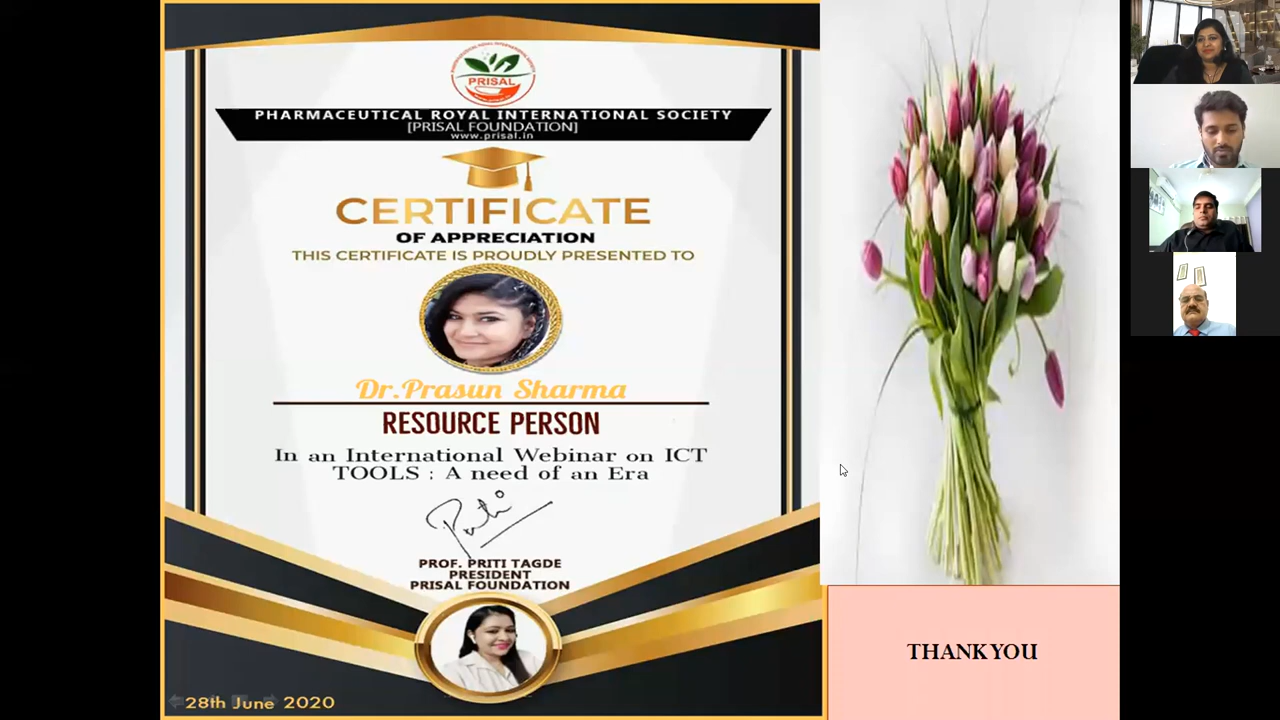 PRISAL
PHARMACEUTICAL ROYAL INTERNATIONAL SOCIETY
[PRISAL FOUNDATION]
www.prisal.in
CERTIFICATE
OF APPRECIATION
THIS CERTIFICATE IS PROUDLY PRESENTED TO
Dr.Prasun Sharma
RESOURCE PERSON
In an International Webinar on ICT
TOOLS : A need of an Era
PROF. PRITI TAGDE
PRESIDENT
PRISAL FOUNDATION
28th June 2020
THANK YOU